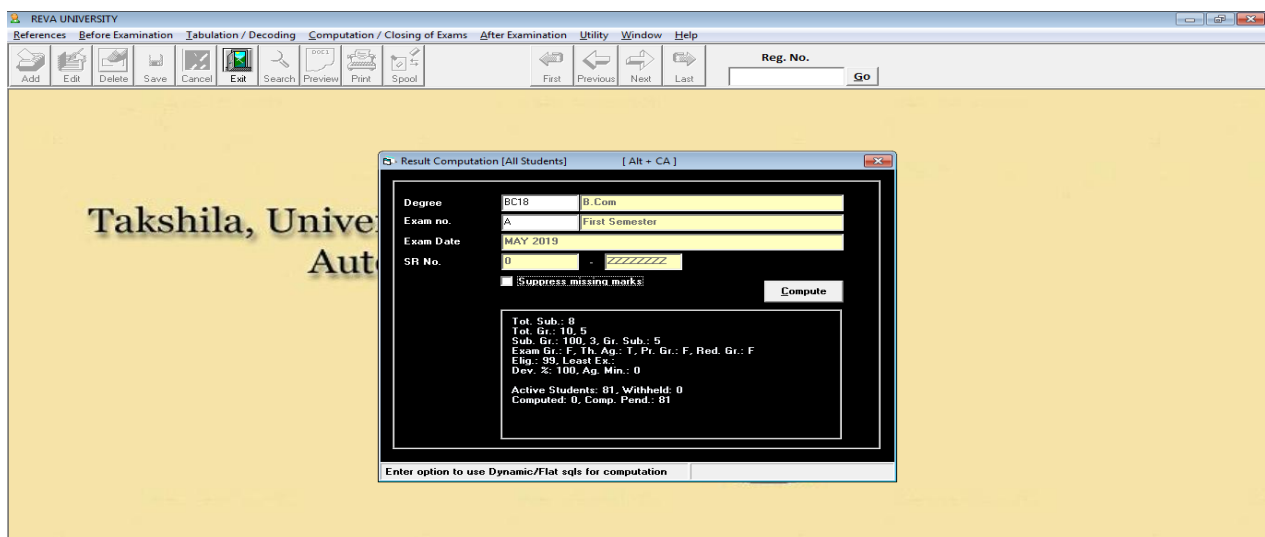 REVA UNIVERSITY
References Before Examination Tabulation / Decoding Computation / Closing of Exams After Examination Utility Window Help
Add Edit Delete Save Cancel Exit Search Preview Print Spool First Previous Next Last
Reg. No.
Go
Result Computation [All Students] [ Alt + CA ]
Degree BC18 B.Com
Exam no. A First Semester
Exam Date MAY 2019
SR No. 0 - ZZZZZZZZ
Suppress missing marks
Compute
Tot. Sub.: 8
Tot. Gr.: 10, 5
Sub. Gr.: 100, 3, Gr. Sub.: 5
Exam Gr.: F, Th. Ag.: T, Pr. Gr.: F, Red. Gr.: F
Elig.: 99, Least Ex.:
Dev. %: 100, Ag. Min.: 0
Active Students: 81, Withheld: 0
Computed: 0, Comp. Pend.: 81
Enter option to use Dynamic/Flat sqls for computation
Takshila, Unive
Aut